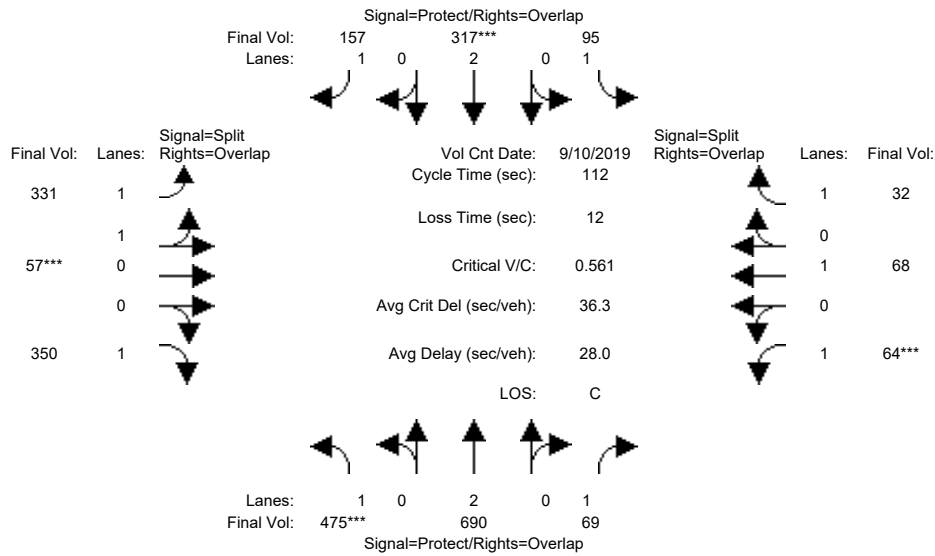 Signal=Protect/Rights=Overlap
Final Vol: 157 317*** 95
Lanes: 1 0 2 0 1
Signal=Split Signal=Split
Final Vol: Lanes: Rights=Overlap Vol Cnt Date: 9/10/2019 Rights=Overlap Lanes: Final Vol:
Cycle Time (sec): 112
331 1 1 32
Loss Time (sec): 12
1 0
57*** 0 Critical V/C: 0.561 1 68
0 Avg Crit Del (sec/veh): 36.3 0
350 1 Avg Delay (sec/veh): 28.0 1 64***
LOS: C
Lanes: 1 0 2 0 1
Final Vol: 475*** 690 69
Signal=Protect/Rights=Overlap